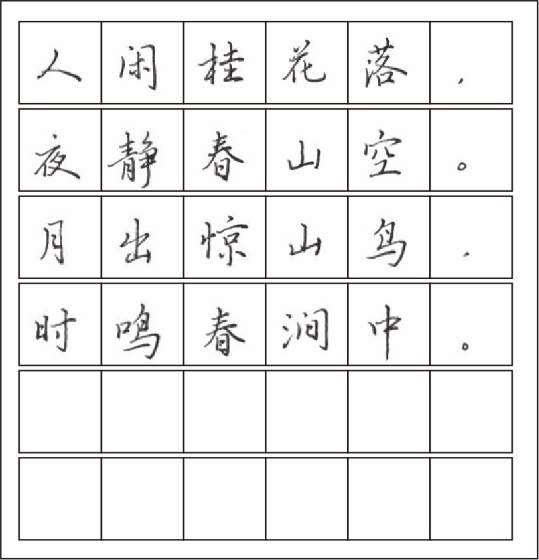 人闲桂花落，
夜静春山空。
月出惊山鸟，
时鸣春涧中。